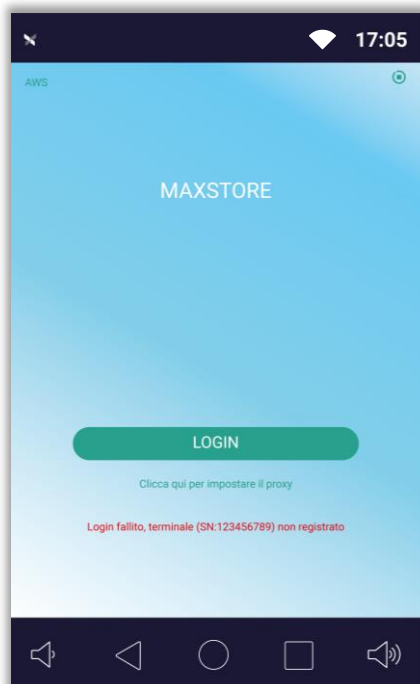 17:05
AWS
MAXSTORE
LOGIN
Clicca qui per impostare il proxy
Login fallito, terminale (SN:123456789) non registrato